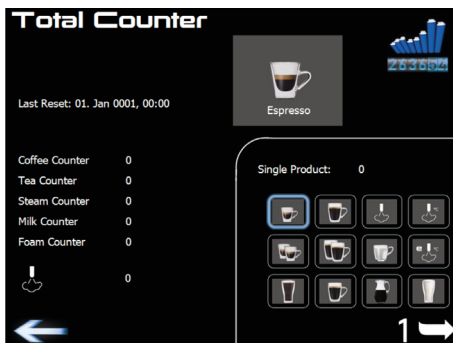 Total Counter
263654
Espresso
Last Reset: 01. Jan 0001, 00:00
Coffee Counter 0
Tea Counter 0
Steam Counter 0
Milk Counter 0
Foam Counter 0
0
Single Product: 0
1